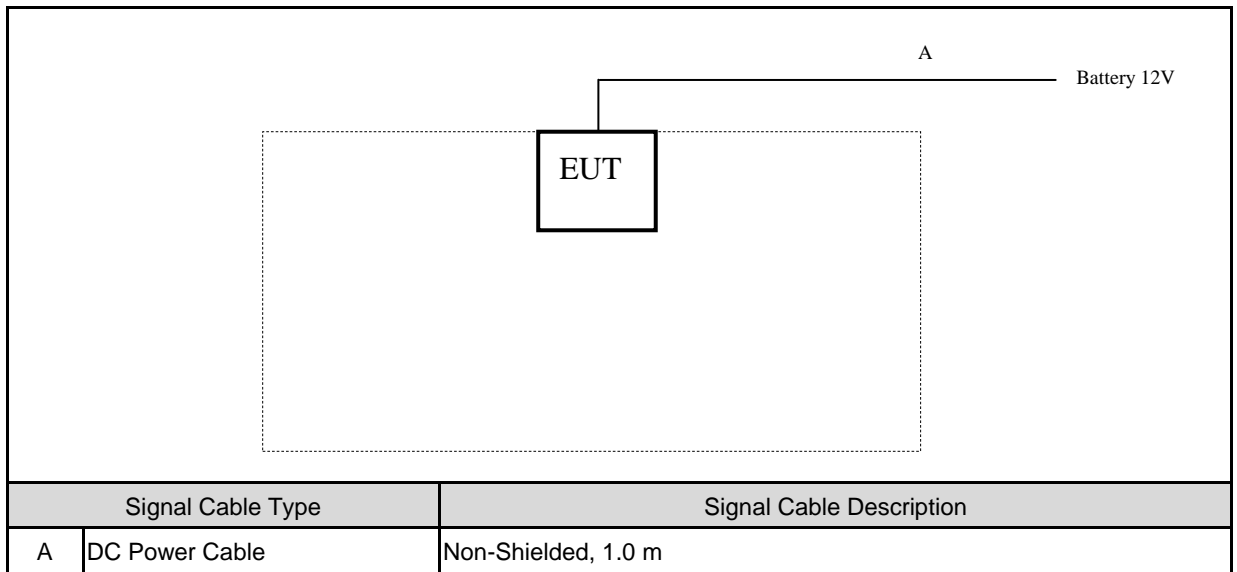 A
Battery 12V
EUT
Signal Cable Type Signal Cable Description
A DC Power Cable Non-Shielded, 1.0 m